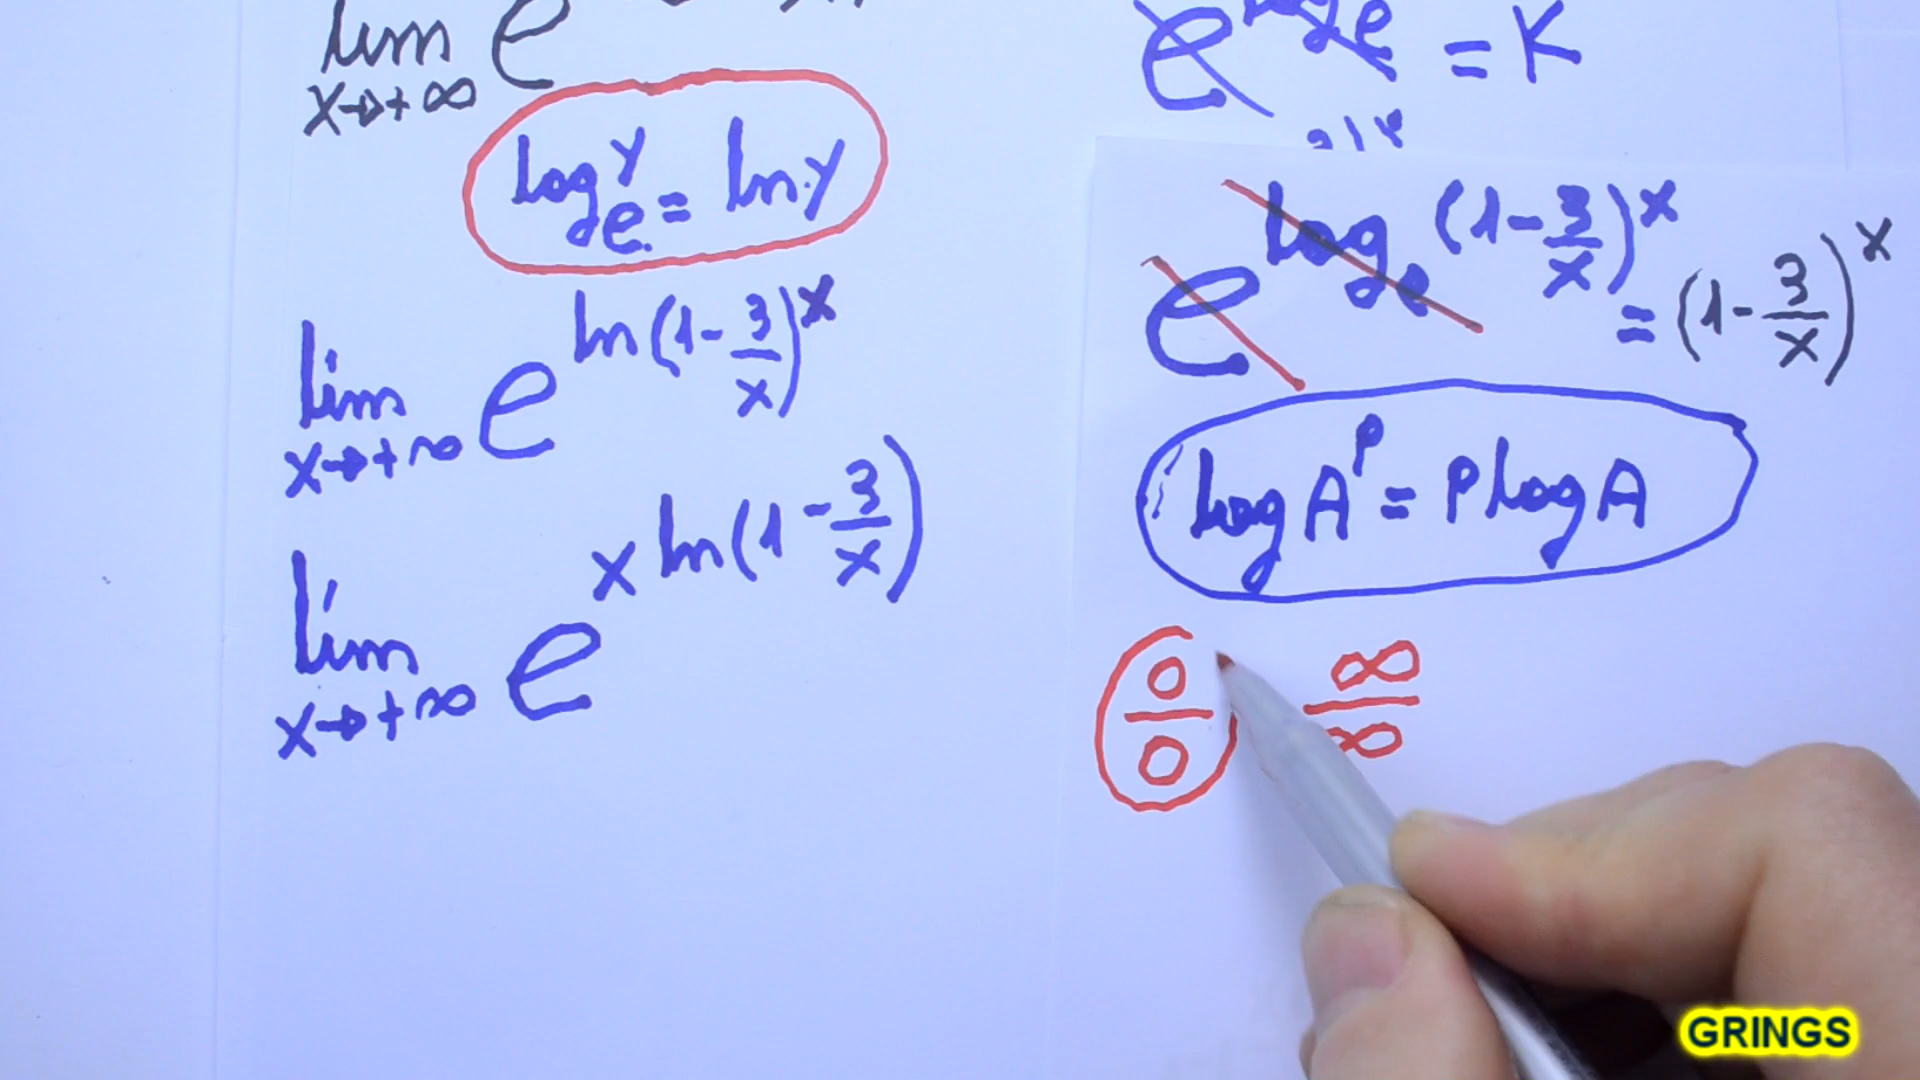 lim e
x→+∞
log_e y = ln y
lim e^{ln(1-3/x)^x}
x→+∞
lim e^{x ln(1-3/x)}
x→+∞
e^{log_e} = K
e^{log_e (1-3/x)^x} = (1-3/x)^x
log A^P = P log A
0/0 ∞/∞
GRINGS